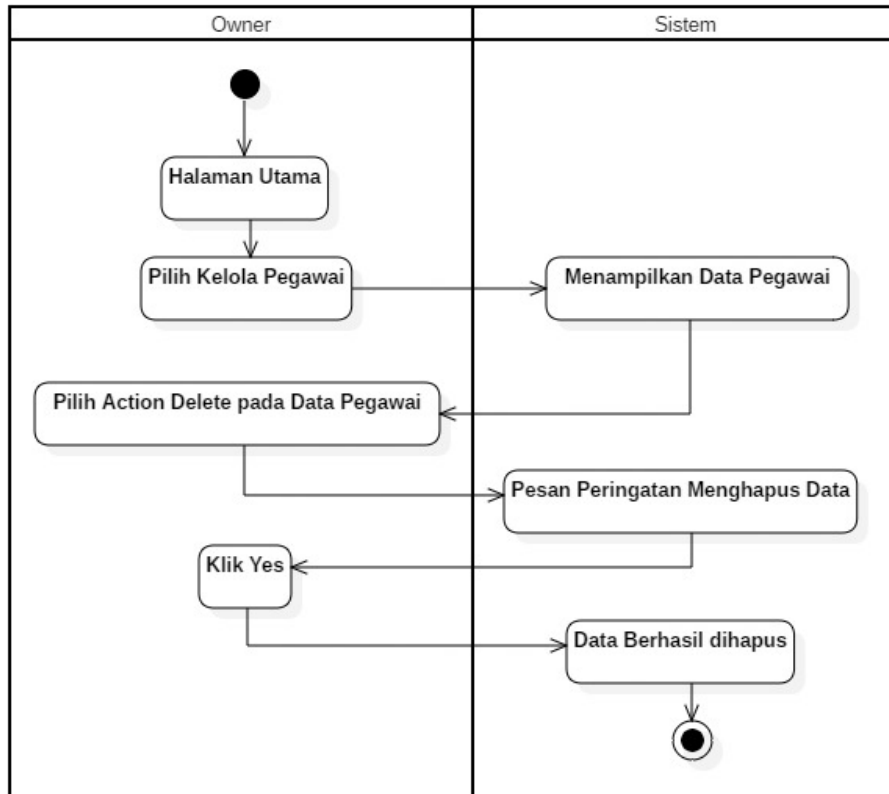 Owner
Sistem
Halaman Utama
Pilih Kelola Pegawai
Menampilkan Data Pegawai
Pilih Action Delete pada Data Pegawai
Pesan Peringatan Menghapus Data
Klik Yes
Data Berhasil dihapus